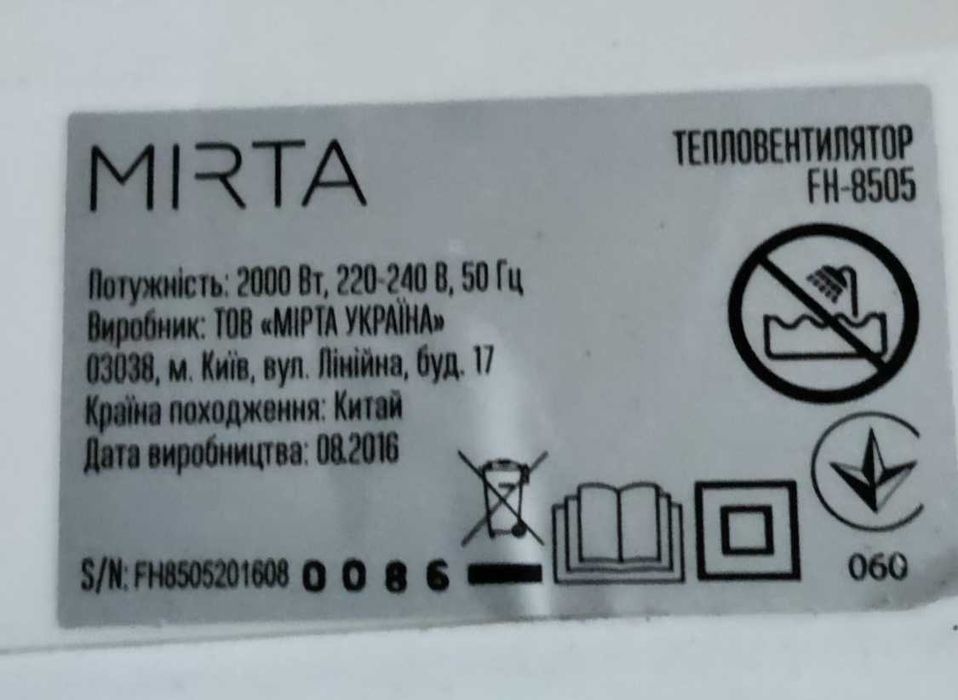 MIRTA
ТЕПЛОВЕНТИЛЯТОР
FH-8505
Потужність: 2000 Вт, 220-240 В, 50 Гц
Виробник: ТОВ «МІРТА УКРАЇНА»
03038, м. Київ, вул. Лінійна, буд. 17
Країна походження: Китай
Дата виробництва: 08.2016
S/N: FH8505201608 0086
060